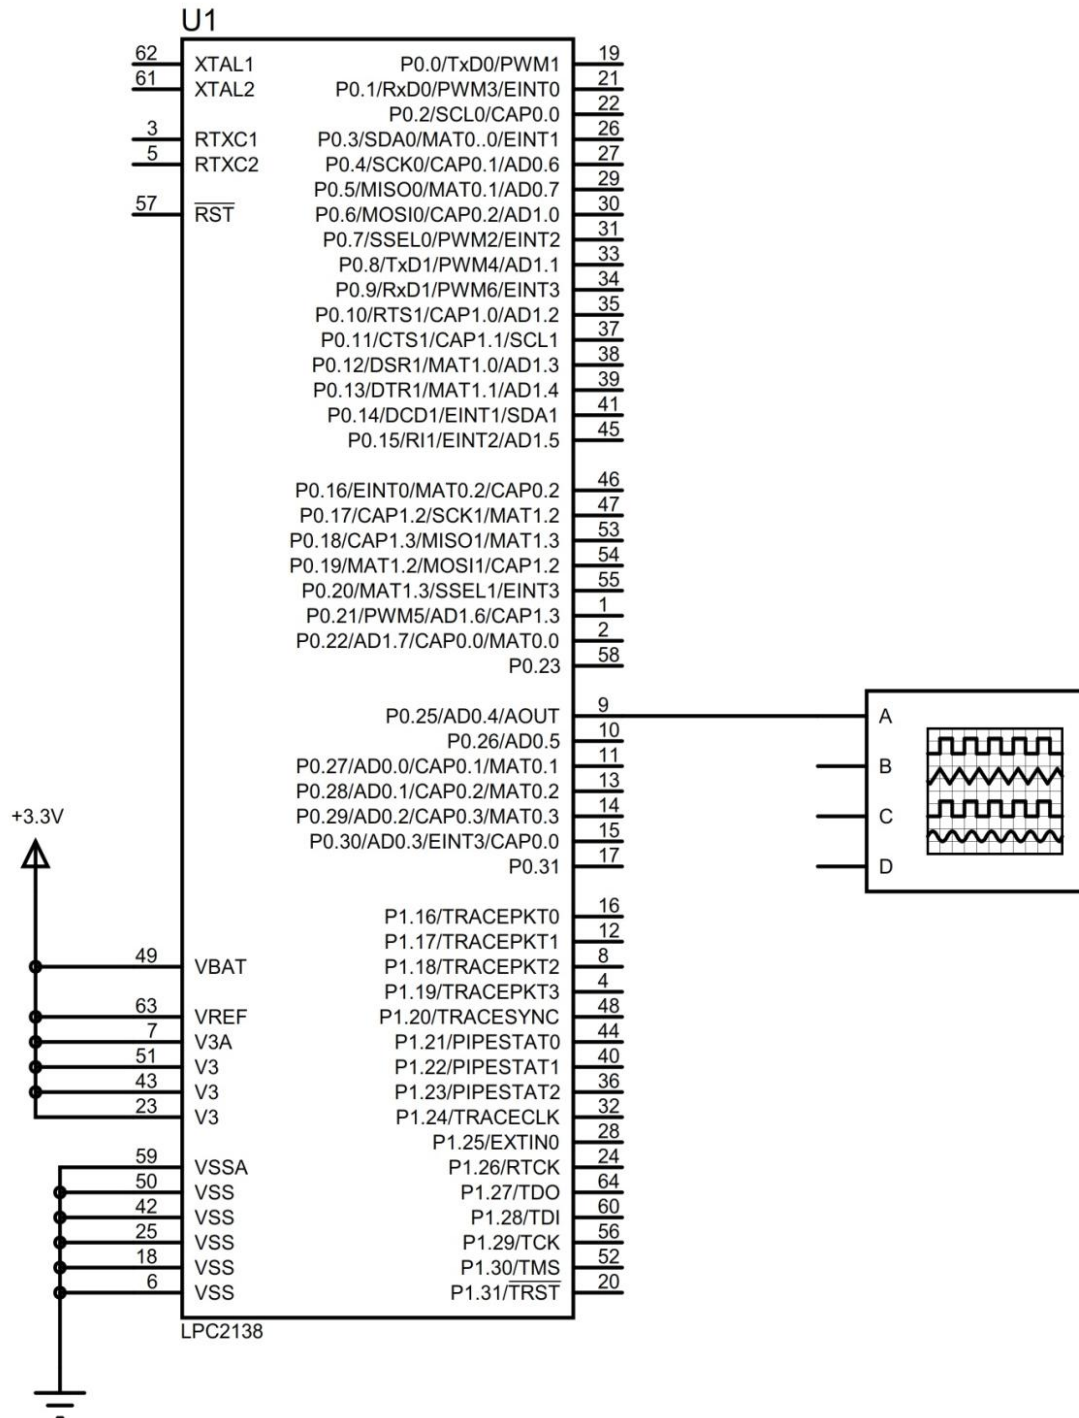 U1
62 XTAL1 P0.0/TxD0/PWM1 19
61 XTAL2 P0.1/RxD0/PWM3/EINT0 21
P0.2/SCL0/CAP0.0 22
3 RTXC1 P0.3/SDA0/MAT0..0/EINT1 26
5 RTXC2 P0.4/SCK0/CAP0.1/AD0.6 27
P0.5/MISO0/MAT0.1/AD0.7 29
57 RST P0.6/MOSI0/CAP0.2/AD1.0 30
P0.7/SSEL0/PWM2/EINT2 31
P0.8/TxD1/PWM4/AD1.1 33
P0.9/RxD1/PWM6/EINT3 34
P0.10/RTS1/CAP1.0/AD1.2 35
P0.11/CTS1/CAP1.1/SCL1 37
P0.12/DSR1/MAT1.0/AD1.3 38
P0.13/DTR1/MAT1.1/AD1.4 39
P0.14/DCD1/EINT1/SDA1 41
P0.15/RI1/EINT2/AD1.5 45
P0.16/EINT0/MAT0.2/CAP0.2 46
P0.17/CAP1.2/SCK1/MAT1.2 47
P0.18/CAP1.3/MISO1/MAT1.3 53
P0.19/MAT1.2/MOSI1/CAP1.2 54
P0.20/MAT1.3/SSEL1/EINT3 55
P0.21/PWM5/AD1.6/CAP1.3 1
P0.22/AD1.7/CAP0.0/MAT0.0 2
P0.23 58
P0.25/AD0.4/AOUT 9 A
P0.26/AD0.5 10
P0.27/AD0.0/CAP0.1/MAT0.1 11 B
P0.28/AD0.1/CAP0.2/MAT0.2 13
+3.3V P0.29/AD0.2/CAP0.3/MAT0.3 14 C
P0.30/AD0.3/EINT3/CAP0.0 15
P0.31 17 D
P1.16/TRACEPKT0 16
P1.17/TRACEPKT1 12
49 VBAT P1.18/TRACEPKT2 8
P1.19/TRACEPKT3 4
63 VREF P1.20/TRACESYNC 48
7 V3A P1.21/PIPESTAT0 44
51 V3 P1.22/PIPESTAT1 40
43 V3 P1.23/PIPESTAT2 36
23 V3 P1.24/TRACECLK 32
P1.25/EXTIN0 28
59 VSSA P1.26/RTCK 24
50 VSS P1.27/TDO 64
42 VSS P1.28/TDI 60
25 VSS P1.29/TCK 56
18 VSS P1.30/TMS 52
6 VSS P1.31/TRST 20
LPC2138